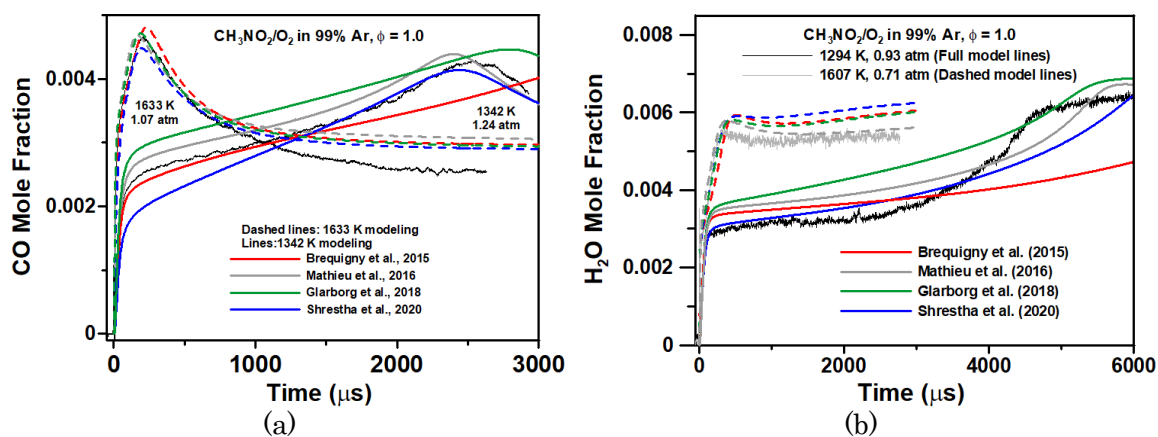 CH3NO2/O2 in 99% Ar, ϕ = 1.0
1633 K
1.07 atm
1342 K
1.24 atm
Dashed lines: 1633 K modeling
Lines:1342 K modeling
Brequigny et al., 2015
Mathieu et al., 2016
Glarborg et al., 2018
Shrestha et al., 2020
CO Mole Fraction
0.004
0.002
0
0
1000
2000
3000
Time (μs)
(a)
CH3NO2/O2 in 99% Ar, ϕ = 1.0
1294 K, 0.93 atm (Full model lines)
1607 K, 0.71 atm (Dashed model lines)
Brequigny et al. (2015)
Mathieu et al. (2016)
Glarborg et al. (2018)
Shrestha et al. (2020)
H2O Mole Fraction
0.008
0.006
0.004
0.002
0
0
2000
4000
6000
Time (μs)
(b)